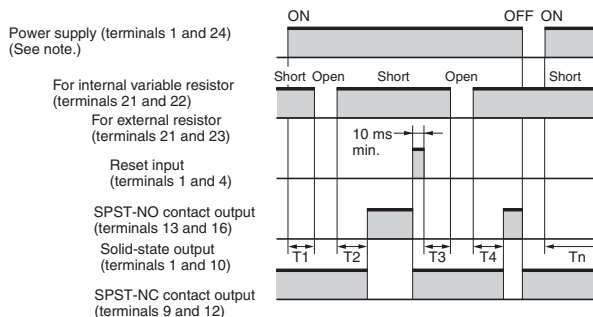 ON OFF ON
Power supply (terminals 1 and 24)
(See note.)
Short Open Short Open Short
For internal variable resistor
(terminals 21 and 22)
For external resistor
(terminals 21 and 23)
10 ms
min.
Reset input
(terminals 1 and 4)
SPST-NO contact output
(terminals 13 and 16)
Solid-state output
(terminals 1 and 10)
T1 T2 T3 T4 Tn
SPST-NC contact output
(terminals 9 and 12)